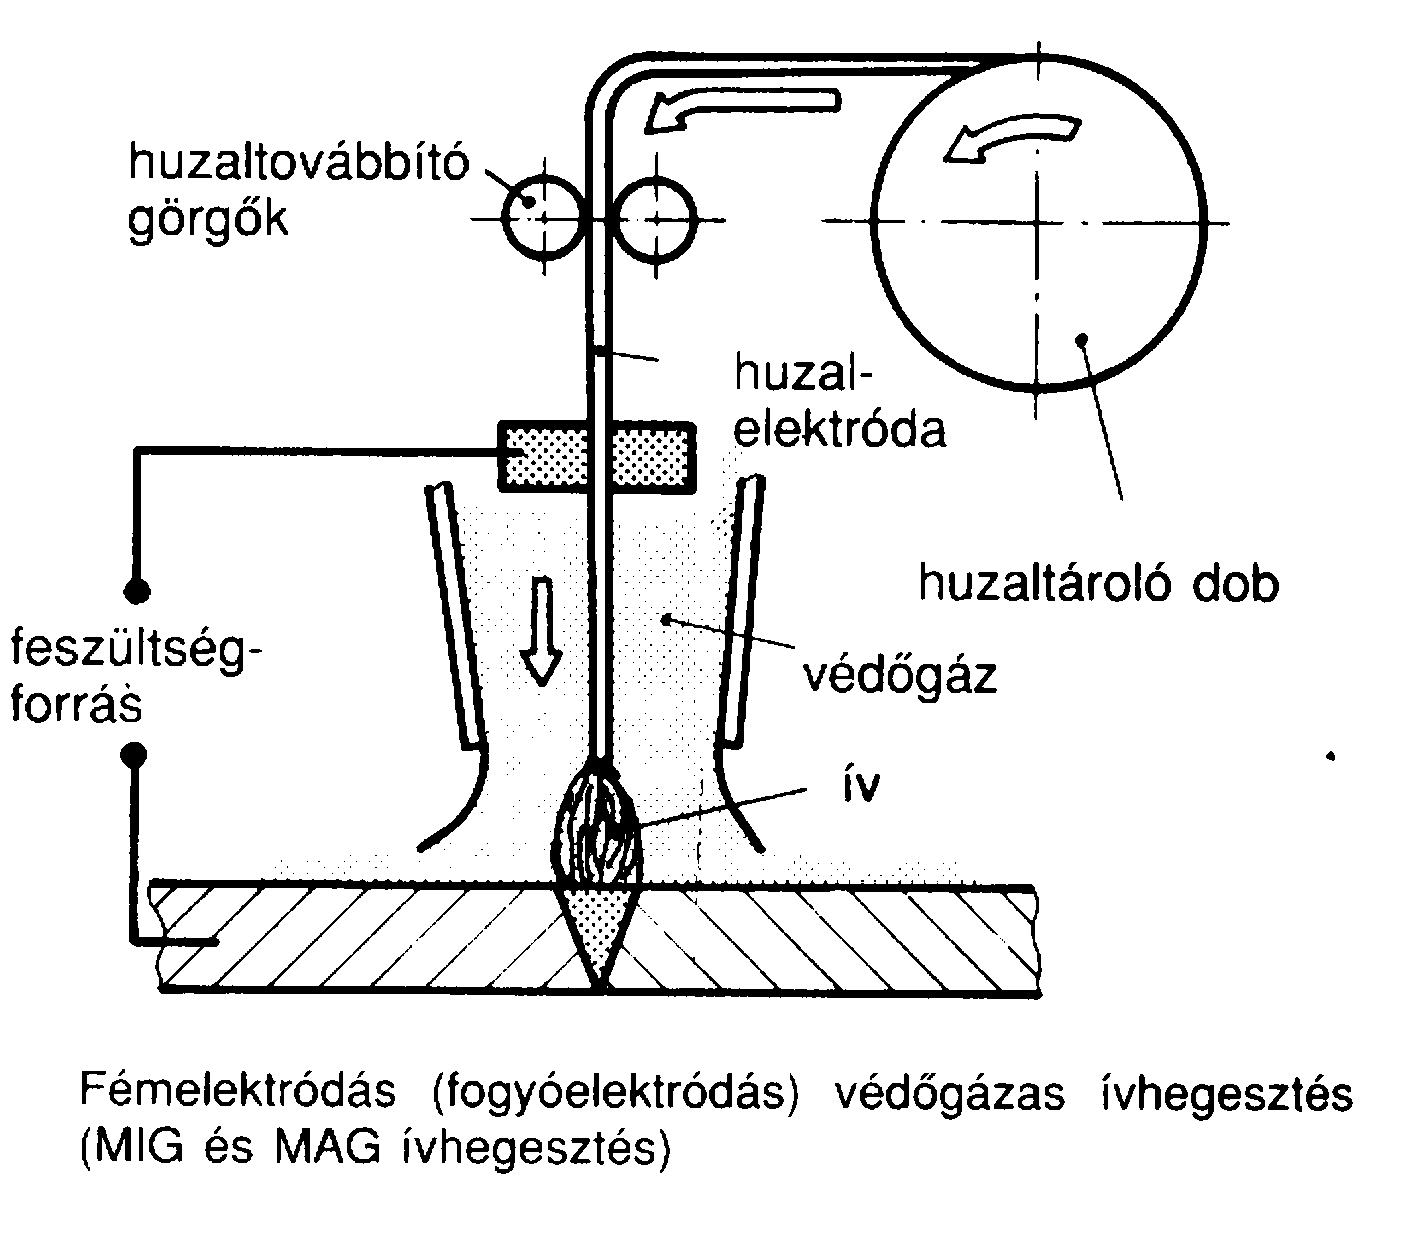 huzaltovábbító
görgők
huzal-
elektróda
huzaltároló dob
feszültség-
forrás
védőgáz
ív
Fémelektródás (fogyóelektródás) védőgázas ívhegesztés
(MIG és MAG ívhegesztés)